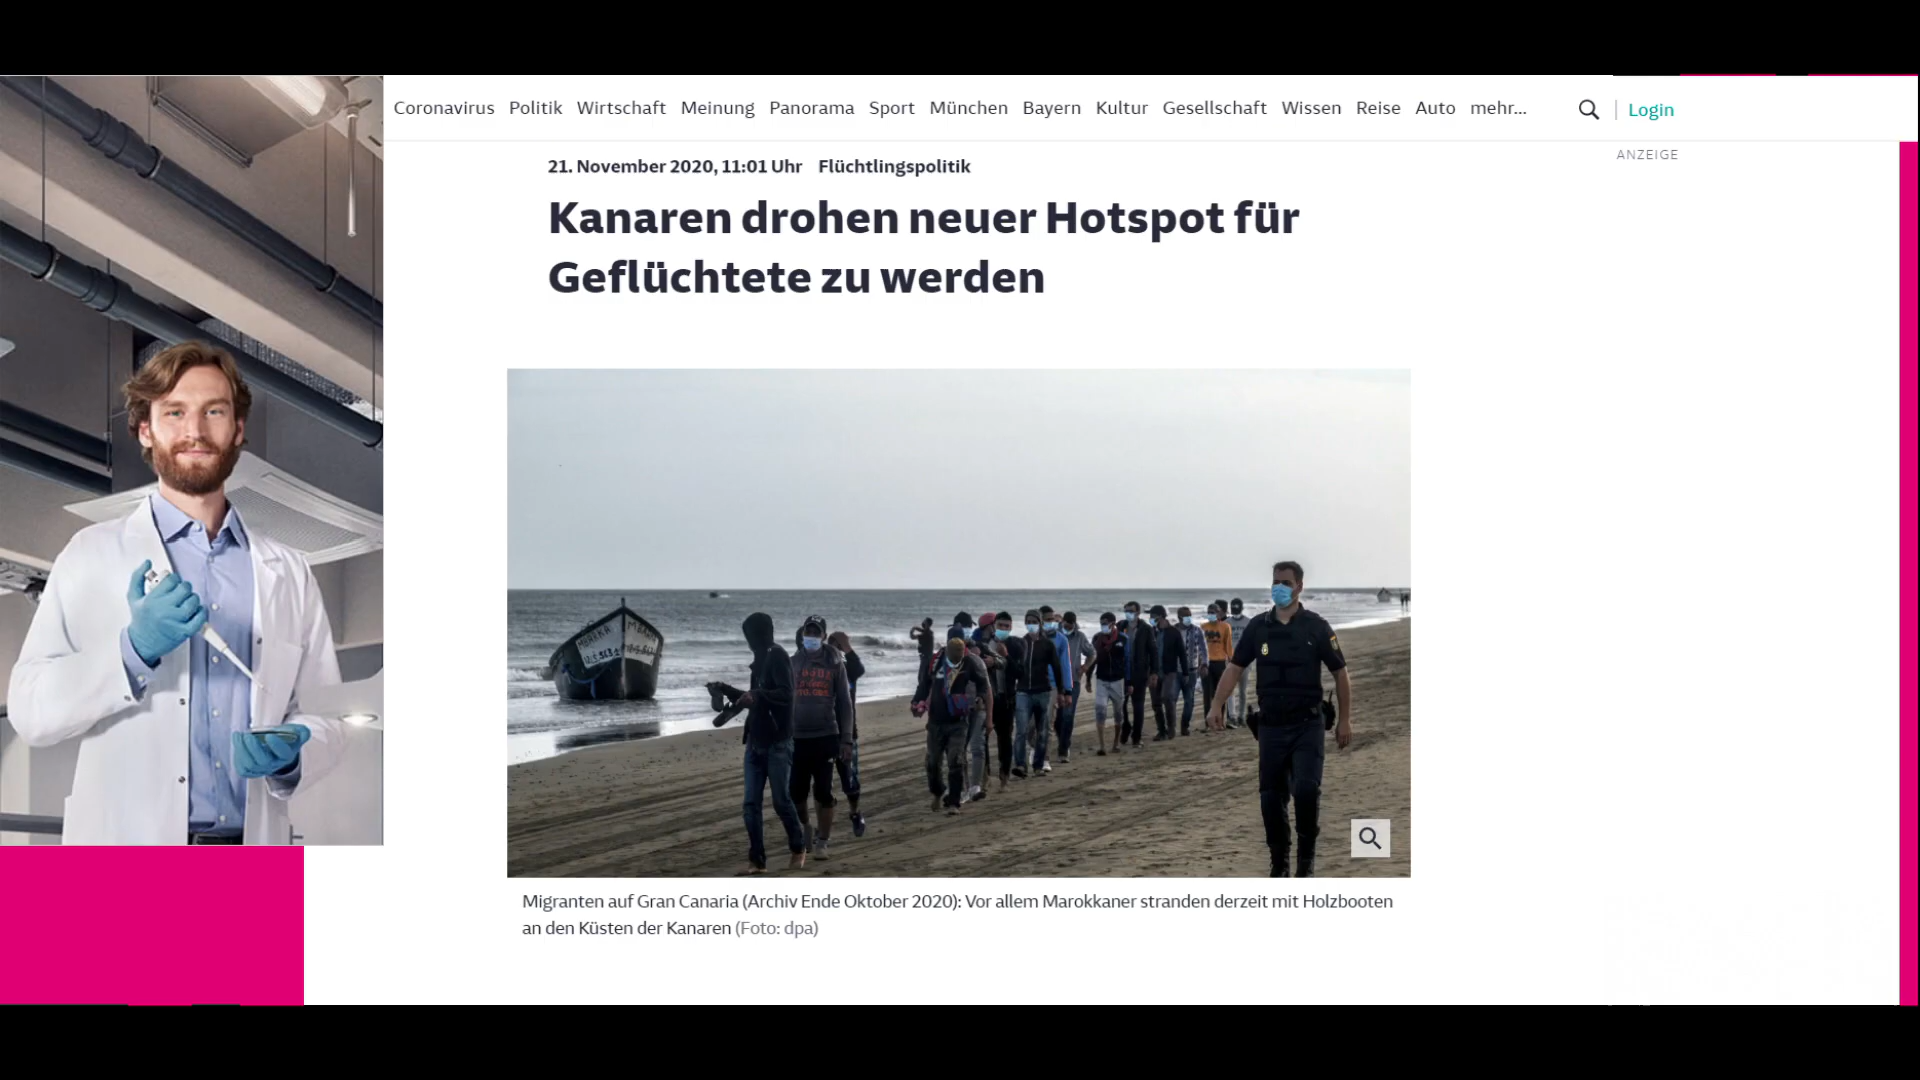 Coronavirus Politik Wirtschaft Meinung Panorama Sport München Bayern Kultur Gesellschaft Wissen Reise Auto mehr... Login
ANZEIGE
21. November 2020, 11:01 Uhr Flüchtlingspolitik
Kanaren drohen neuer Hotspot für
Geflüchtete zu werden
Migranten auf Gran Canaria (Archiv Ende Oktober 2020): Vor allem Marokkaner stranden derzeit mit Holzbooten
an den Küsten der Kanaren (Foto: dpa)